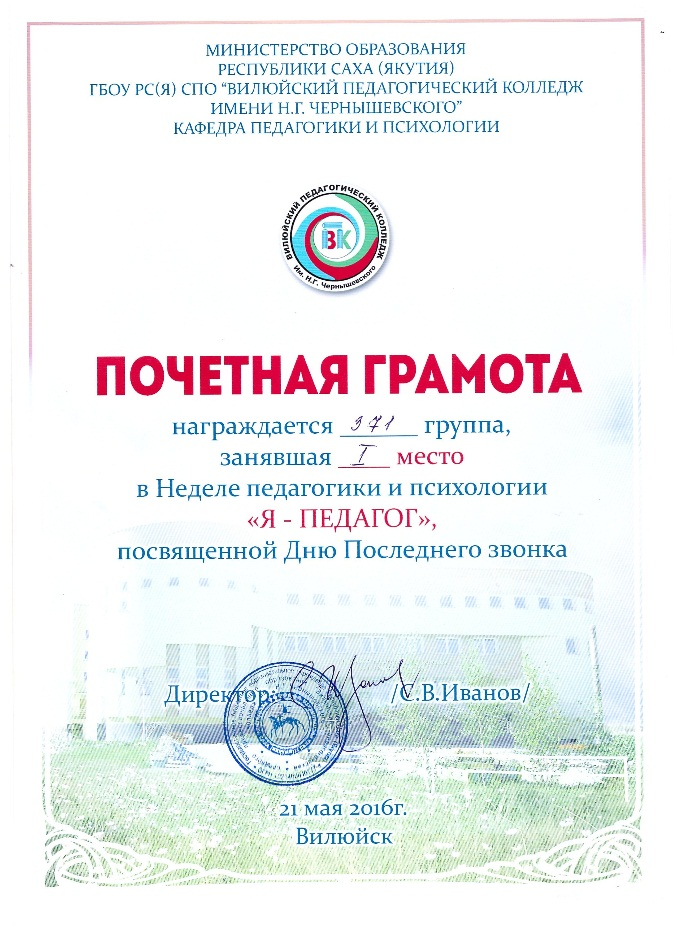 МИНИСТЕРСТВО ОБРАЗОВАНИЯ
РЕСПУБЛИКИ САХА (ЯКУТИЯ)
ГБОУ РС(Я) СПО “ВИЛЮЙСКИЙ ПЕДАГОГИЧЕСКИЙ КОЛЛЕДЖ
ИМЕНИ Н.Г. ЧЕРНЫШЕВСКОГО”
КАФЕДРА ПЕДАГОГИКИ И ПСИХОЛОГИИ
ВИЛЮЙСКИЙ ПЕДАГОГИЧЕСКИЙ КОЛЛЕДЖ
ВПК
Им. Н.Г. Чернышевского
ПОЧЕТНАЯ ГРАМОТА
награждается 371 группа,
занявшая I место
в Неделе педагогики и психологии
«Я - ПЕДАГОГ»,
посвященной Дню Последнего звонка
Директор: /С.В.Иванов/
21 мая 2016г.
Вилюйск